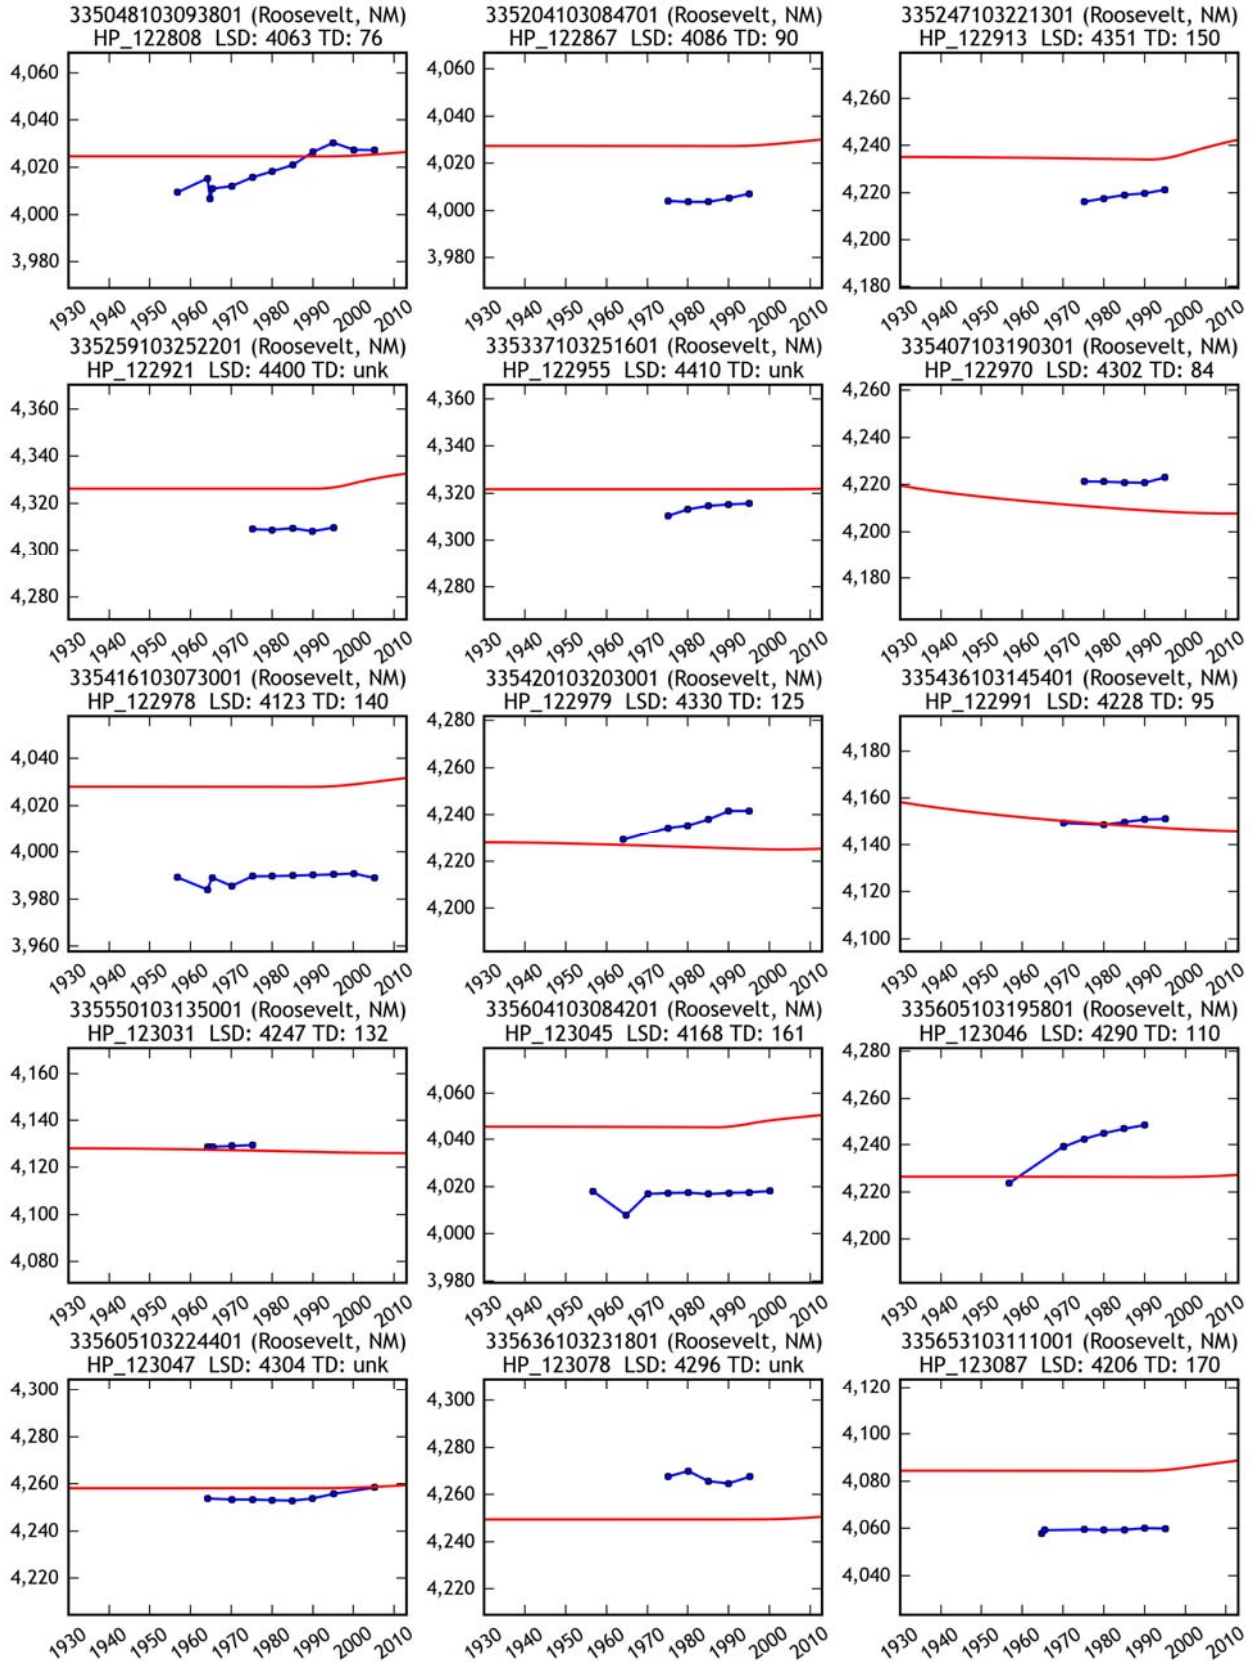 335048103093801 (Roosevelt, NM)
HP_122808 LSD: 4063 TD: 76
4,060
4,040
4,020
4,000
3,980
1930 1940 1950 1960 1970 1980 1990 2000 2010
335204103084701 (Roosevelt, NM)
HP_122867 LSD: 4086 TD: 90
4,060
4,040
4,020
4,000
3,980
1930 1940 1950 1960 1970 1980 1990 2000 2010
335247103221301 (Roosevelt, NM)
HP_122913 LSD: 4351 TD: 150
4,260
4,240
4,220
4,200
4,180
1930 1940 1950 1960 1970 1980 1990 2000 2010
335259103252201 (Roosevelt, NM)
HP_122921 LSD: 4400 TD: unk
4,360
4,340
4,320
4,300
4,280
1930 1940 1950 1960 1970 1980 1990 2000 2010
335337103251601 (Roosevelt, NM)
HP_122955 LSD: 4410 TD: unk
4,360
4,340
4,320
4,300
4,280
1930 1940 1950 1960 1970 1980 1990 2000 2010
335407103190301 (Roosevelt, NM)
HP_122970 LSD: 4302 TD: 84
4,260
4,240
4,220
4,200
4,180
1930 1940 1950 1960 1970 1980 1990 2000 2010
335416103073001 (Roosevelt, NM)
HP_122978 LSD: 4123 TD: 140
4,040
4,020
4,000
3,980
3,960
1930 1940 1950 1960 1970 1980 1990 2000 2010
335420103203001 (Roosevelt, NM)
HP_122979 LSD: 4330 TD: 125
4,280
4,260
4,240
4,220
4,200
1930 1940 1950 1960 1970 1980 1990 2000 2010
335436103145401 (Roosevelt, NM)
HP_122991 LSD: 4228 TD: 95
4,180
4,160
4,140
4,120
4,100
1930 1940 1950 1960 1970 1980 1990 2000 2010
335550103135001 (Roosevelt, NM)
HP_123031 LSD: 4247 TD: 132
4,160
4,140
4,120
4,100
4,080
1930 1940 1950 1960 1970 1980 1990 2000 2010
335604103084201 (Roosevelt, NM)
HP_123045 LSD: 4168 TD: 161
4,060
4,040
4,020
4,000
3,980
1930 1940 1950 1960 1970 1980 1990 2000 2010
335605103195801 (Roosevelt, NM)
HP_123046 LSD: 4290 TD: 110
4,280
4,260
4,240
4,220
4,200
1930 1940 1950 1960 1970 1980 1990 2000 2010
335605103224401 (Roosevelt, NM)
HP_123047 LSD: 4304 TD: unk
4,300
4,280
4,260
4,240
4,220
1930 1940 1950 1960 1970 1980 1990 2000 2010
335636103231801 (Roosevelt, NM)
HP_123078 LSD: 4296 TD: unk
4,300
4,280
4,260
4,240
4,220
1930 1940 1950 1960 1970 1980 1990 2000 2010
335653103111001 (Roosevelt, NM)
HP_123087 LSD: 4206 TD: 170
4,120
4,100
4,080
4,060
4,040
1930 1940 1950 1960 1970 1980 1990 2000 2010